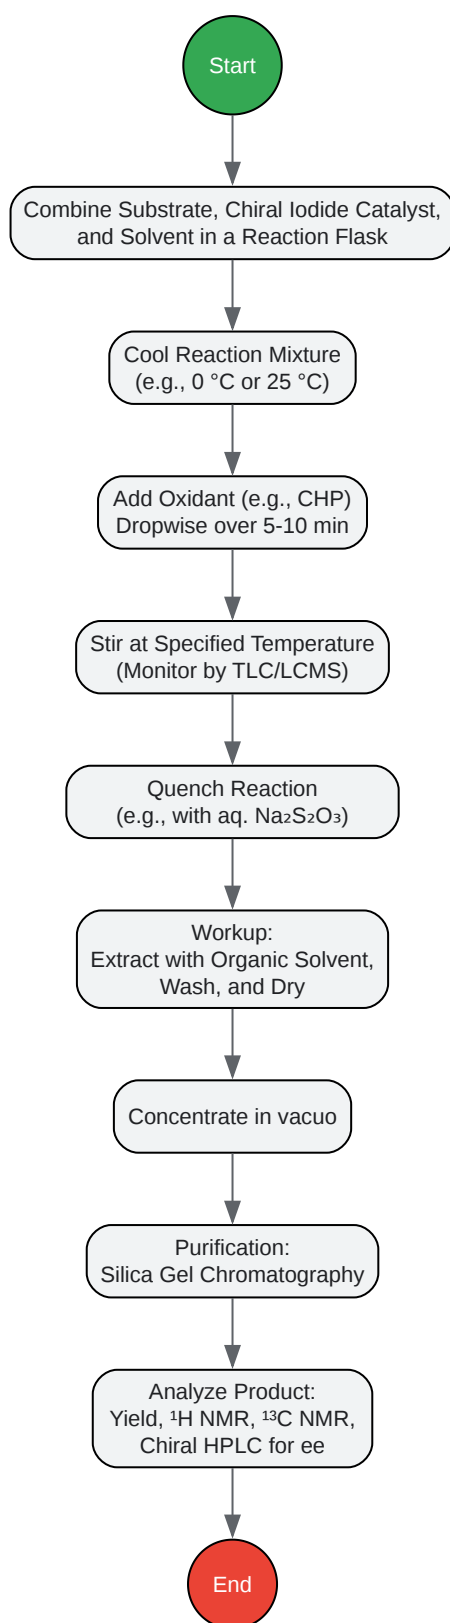 Start
Combine Substrate, Chiral Iodide Catalyst,
and Solvent in a Reaction Flask
Cool Reaction Mixture
(e.g., 0 °C or 25 °C)
Add Oxidant (e.g., CHP)
Dropwise over 5-10 min
Stir at Specified Temperature
(Monitor by TLC/LCMS)
Quench Reaction
(e.g., with aq. Na₂S₂O₃)
Workup:
Extract with Organic Solvent,
Wash, and Dry
Concentrate in vacuo
Purification:
Silica Gel Chromatography
Analyze Product:
Yield, ¹H NMR, ¹³C NMR,
Chiral HPLC for ee
End